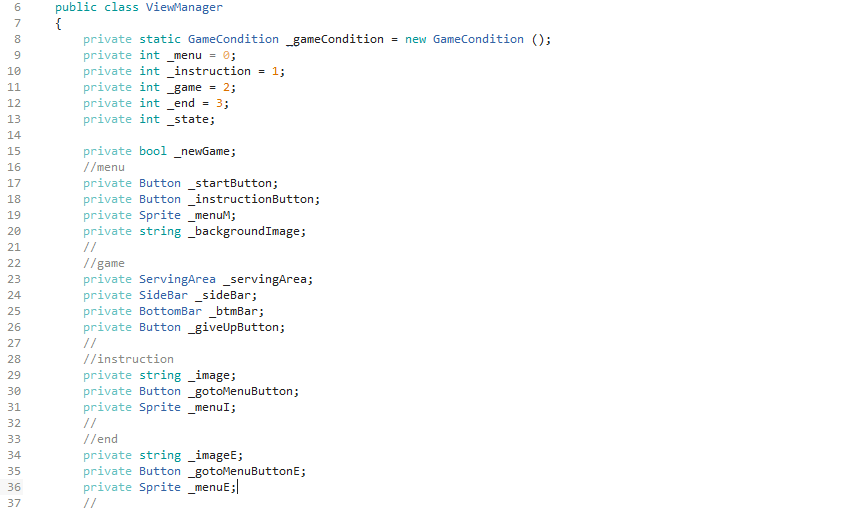 6 public class ViewManager
7 {
8 private static GameCondition _gameCondition = new GameCondition ();
9 private int _menu = 0;
10 private int _instruction = 1;
11 private int _game = 2;
12 private int _end = 3;
13 private int _state;
14
15 private bool _newGame;
16 //menu
17 private Button _startButton;
18 private Button _instructionButton;
19 private Sprite _menuM;
20 private string _backgroundImage;
21 //
22 //game
23 private ServingArea _servingArea;
24 private SideBar _sideBar;
25 private BottomBar _btmBar;
26 private Button _giveUpButton;
27 //
28 //instruction
29 private string _image;
30 private Button _gotoMenuButton;
31 private Sprite _menuI;
32 //
33 //end
34 private string _imageE;
35 private Button _gotoMenuButtonE;
36 private Sprite _menuE;
37 //